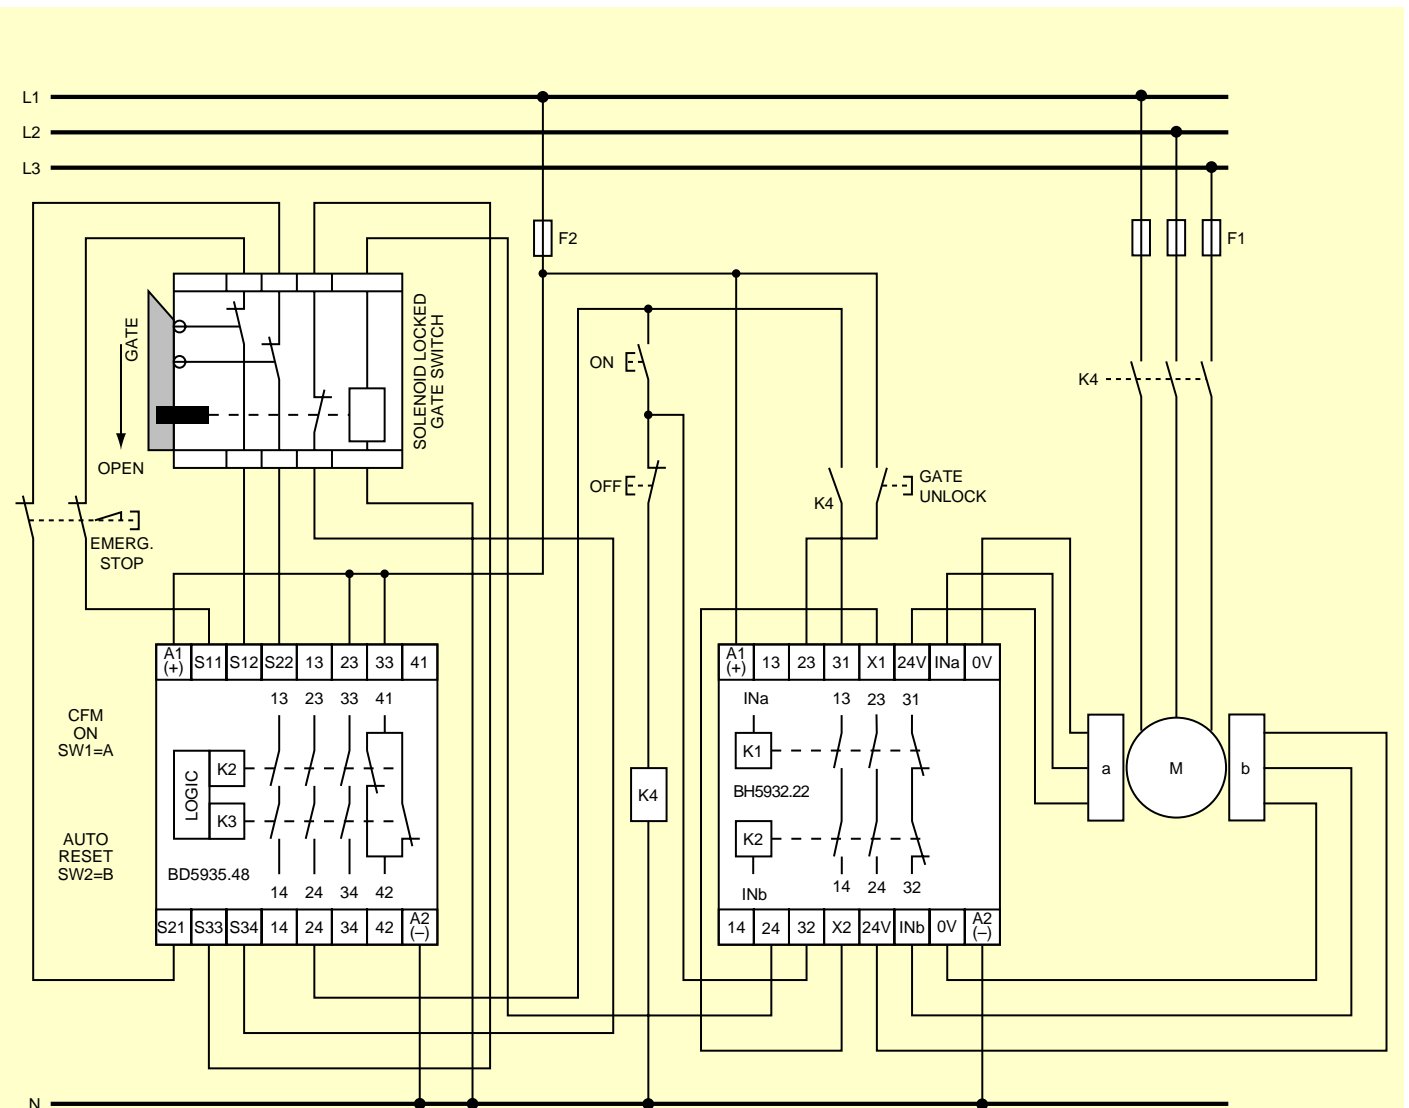 L1
L2
L3
F2
F1
GATE
SOLENOID LOCKED
GATE SWITCH
ON
K4
OPEN
OFF
K4
GATE
UNLOCK
EMERG.
STOP
A1
(+)
S11
S12
S22
13
23
33
41
A1
(+)
13
23
31
X1
24V
INa
0V
13
23
33
41
INa
13
23
31
CFM
ON
SW1=A
LOGIC
K2
K3
K1
BH5932.22
K2
K4
a
M
b
AUTO
RESET
SW2=B
BD5935.48
14
24
34
42
INb
14
24
32
S21
S33
S34
14
24
34
42
A2
(–)
14
24
32
X2
24V
INb
0V
A2
(–)
N